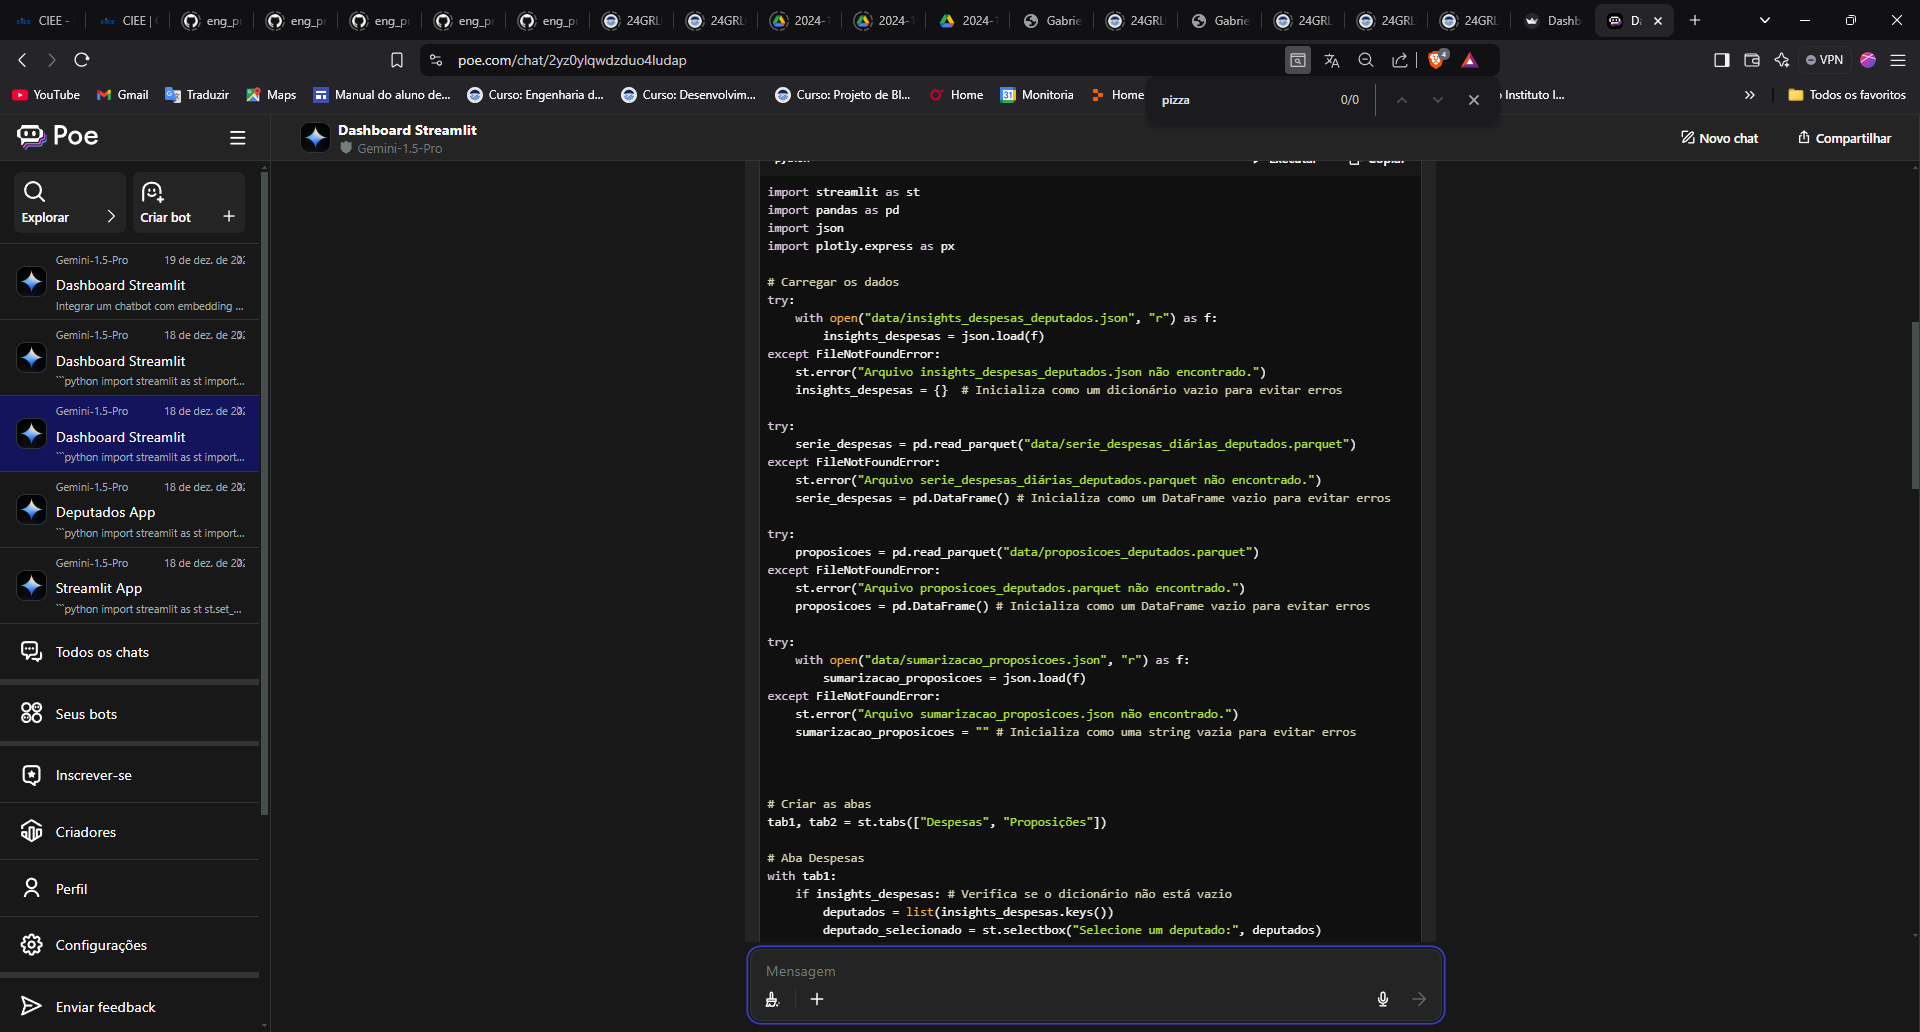 CIEE -
CIEE |
eng_p
eng_p
eng_p
eng_p
eng_p
24GRL
24GRL
2024-1
2024-1
2024-1
Gabrie
24GRL
Gabrie
24GRL
24GRL
24GRL
Dashb
D
poe.com/chat/2yz0ylqwdzduo4ludap
4
VPN
YouTube
Gmail
Traduzir
Maps
Manual do aluno de...
Curso: Engenharia d...
Curso: Desenvolvim...
Curso: Projeto de Bl...
Home
Monitoria
Home
Instituto I...
Todos os favoritos
pizza
0/0
Poe
Dashboard Streamlit
Gemini-1.5-Pro
Novo chat
Compartilhar
Explorar
Criar bot
Gemini-1.5-Pro 19 de dez. de 202
Dashboard Streamlit
Integrar um chatbot com embedding ...
Gemini-1.5-Pro 18 de dez. de 202
Dashboard Streamlit
```python import streamlit as st import...
Gemini-1.5-Pro 18 de dez. de 202
Dashboard Streamlit
```python import streamlit as st import...
Gemini-1.5-Pro 18 de dez. de 202
Deputados App
```python import streamlit as st import...
Gemini-1.5-Pro 18 de dez. de 202
Streamlit App
```python import streamlit as st st.set_...
Todos os chats
Seus bots
Inscrever-se
Criadores
Perfil
Configurações
Enviar feedback
python Executar Copiar
import streamlit as st
import pandas as pd
import json
import plotly.express as px
# Carregar os dados
try:
    with open("data/insights_despesas_deputados.json", "r") as f:
        insights_despesas = json.load(f)
except FileNotFoundError:
    st.error("Arquivo insights_despesas_deputados.json não encontrado.")
    insights_despesas = {}  # Inicializa como um dicionário vazio para evitar erros
try:
    serie_despesas = pd.read_parquet("data/serie_despesas_diárias_deputados.parquet")
except FileNotFoundError:
    st.error("Arquivo serie_despesas_diárias_deputados.parquet não encontrado.")
    serie_despesas = pd.DataFrame() # Inicializa como um DataFrame vazio para evitar erros
try:
    proposicoes = pd.read_parquet("data/proposicoes_deputados.parquet")
except FileNotFoundError:
    st.error("Arquivo proposicoes_deputados.parquet não encontrado.")
    proposicoes = pd.DataFrame() # Inicializa como um DataFrame vazio para evitar erros
try:
    with open("data/sumarizacao_proposicoes.json", "r") as f:
        sumarizacao_proposicoes = json.load(f)
except FileNotFoundError:
    st.error("Arquivo sumarizacao_proposicoes.json não encontrado.")
    sumarizacao_proposicoes = "" # Inicializa como uma string vazia para evitar erros
# Criar as abas
tab1, tab2 = st.tabs(["Despesas", "Proposições"])
# Aba Despesas
with tab1:
    if insights_despesas: # Verifica se o dicionário não está vazio
        deputados = list(insights_despesas.keys())
        deputado_selecionado = st.selectbox("Selecione um deputado:", deputados)
Mensagem